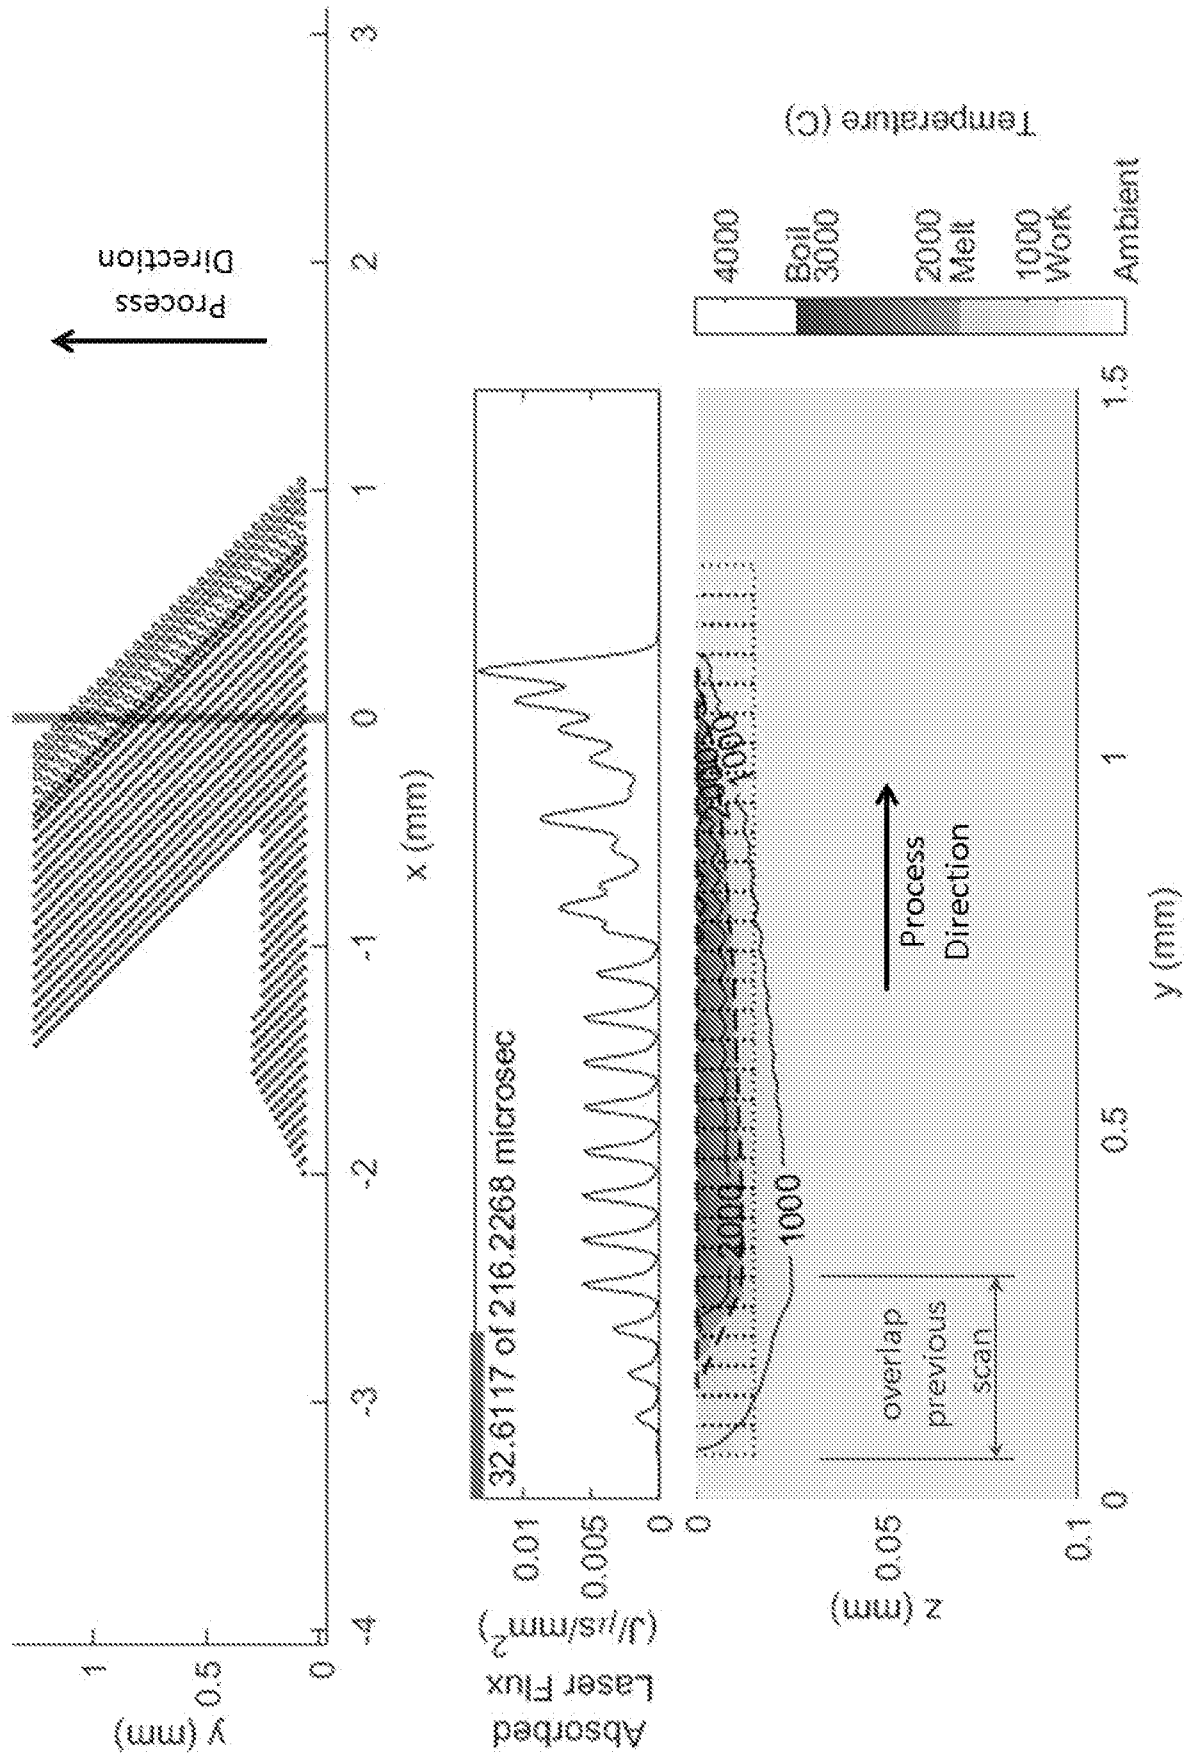 y (mm)
1
0.5
0
-4
-3
-2
-1
0
1
2
3
x (mm)
Process
Direction
Absorbed
Laser Flux
(J/μs/mm²)
0.01
0.005
0
32.6117 of 216.2268 microsec
z (mm)
0
0.05
0.1
2000
1000
1000
overlap
previous
scan
Process
Direction
0
0.5
1
1.5
y (mm)
4000
Boil
3000
2000
Melt
1000
Work
Ambient
Temperature (C)